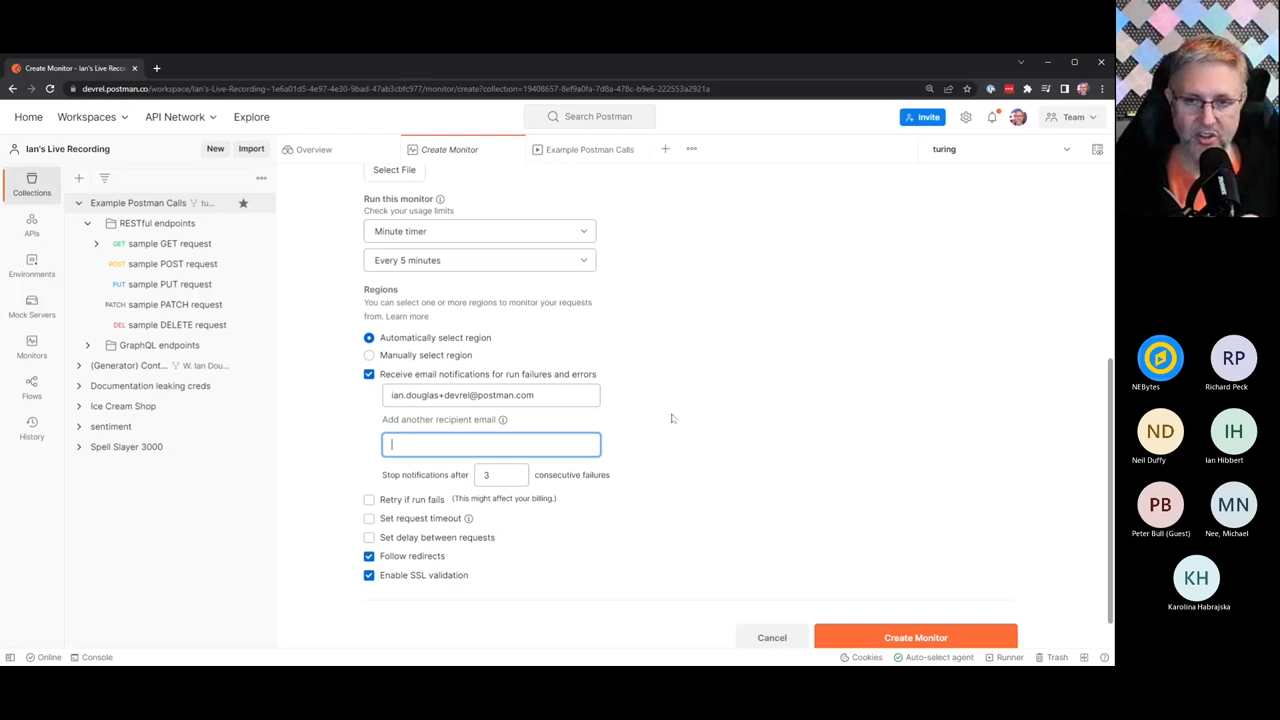 Create Monitor - Ian's Live Reco
devrel.postman.co/workspace/Ian's-Live-Recording~1e6a01d5-4e97-4e30-9bad-47ab3cbfc977/monitor/create?collection=19408657-8ef9a0fa-7d8a-478c-b9e6-222553a2921a
Home
Workspaces
API Network
Explore
Search Postman
Invite
Team
Ian's Live Recording
New
Import
Overview
Create Monitor
Example Postman Calls
turing
Collections
APIs
Environments
Mock Servers
Monitors
Flows
History
Example Postman Calls
tu...
RESTful endpoints
GET sample GET request
POST sample POST request
PUT sample PUT request
PATCH sample PATCH request
DEL sample DELETE request
GraphQL endpoints
(Generator) Cont... W. Ian Dou...
Documentation leaking creds
Ice Cream Shop
sentiment
Spell Slayer 3000
Select File
Run this monitor
Check your usage limits
Minute timer
Every 5 minutes
Regions
You can select one or more regions to monitor your requests
from. Learn more
Automatically select region
Manually select region
Receive email notifications for run failures and errors
ian.douglas+devrel@postman.com
Add another recipient email
Stop notifications after 3 consecutive failures
Retry if run fails (This might affect your billing.)
Set request timeout
Set delay between requests
Follow redirects
Enable SSL validation
Cancel
Create Monitor
Online
Console
Cookies
Auto-select agent
Runner
Trash
NEBytes
RP
Richard Peck
ND
Neil Duffy
IH
Ian Hibbert
PB
Peter Bull (Guest)
MN
Nee, Michael
KH
Karolina Habrajska